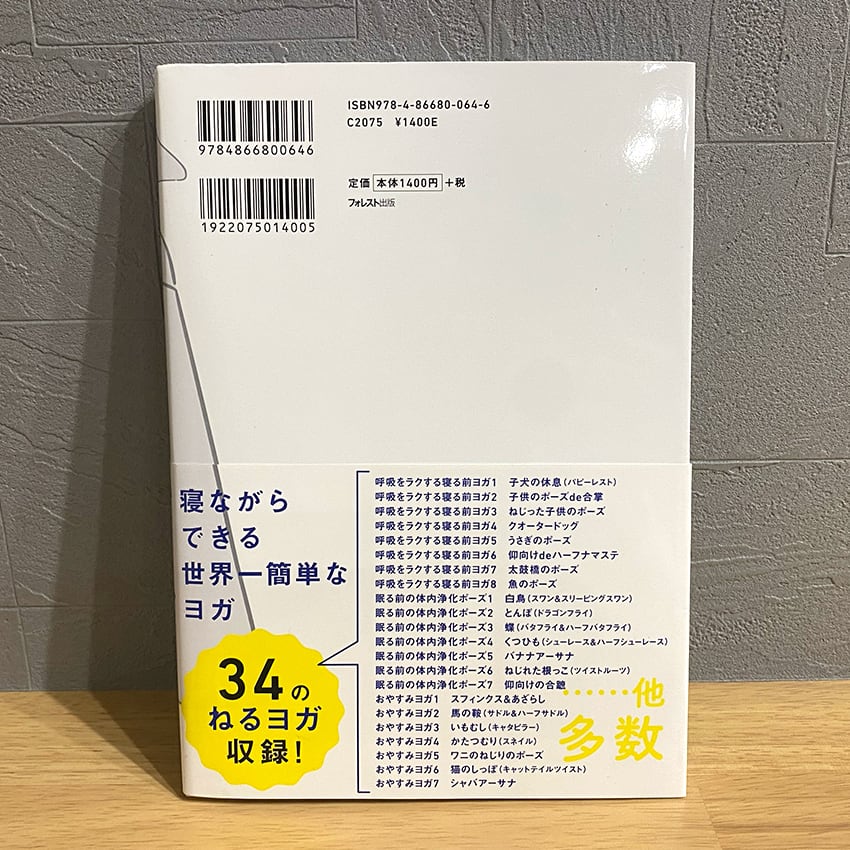 ISBN978-4-86680-064-6
C2075 ¥1400E
9784866800646
定価 本体1400円 +税
フォレスト出版
1922075014005
寝ながら
できる
世界一簡単な
ヨガ
34の
ねるヨガ
収録!
呼吸をラクする寝る前ヨガ1 子犬の休息(パピーレスト)
呼吸をラクする寝る前ヨガ2 子供のポーズde合掌
呼吸をラクする寝る前ヨガ3 ねじった子供のポーズ
呼吸をラクする寝る前ヨガ4 クオータードッグ
呼吸をラクする寝る前ヨガ5 うさぎのポーズ
呼吸をラクする寝る前ヨガ6 仰向けdeハーフナマステ
呼吸をラクする寝る前ヨガ7 太鼓橋のポーズ
呼吸をラクする寝る前ヨガ8 魚のポーズ
眠る前の体内浄化ポーズ1 白鳥(スワン&スリーピングスワン)
眠る前の体内浄化ポーズ2 とんぼ(ドラゴンフライ)
眠る前の体内浄化ポーズ3 蝶(バタフライ&ハーフバタフライ)
眠る前の体内浄化ポーズ4 くつひも(シューレース&ハーフシューレース)
眠る前の体内浄化ポーズ5 バナナアーサナ
眠る前の体内浄化ポーズ6 ねじれた根っこ(ツイストルーツ)
眠る前の体内浄化ポーズ7 仰向けの合蹠
おやすみヨガ1 スフィンクス&あざらし
おやすみヨガ2 馬の鞍(サドル&ハーフサドル)
おやすみヨガ3 いもむし(キャタピラー)
おやすみヨガ4 かたつむり(スネイル)
おやすみヨガ5 ワニのねじりのポーズ
おやすみヨガ6 猫のしっぽ(キャットテイルツイスト)
おやすみヨガ7 シャバアーサナ
……他
多数